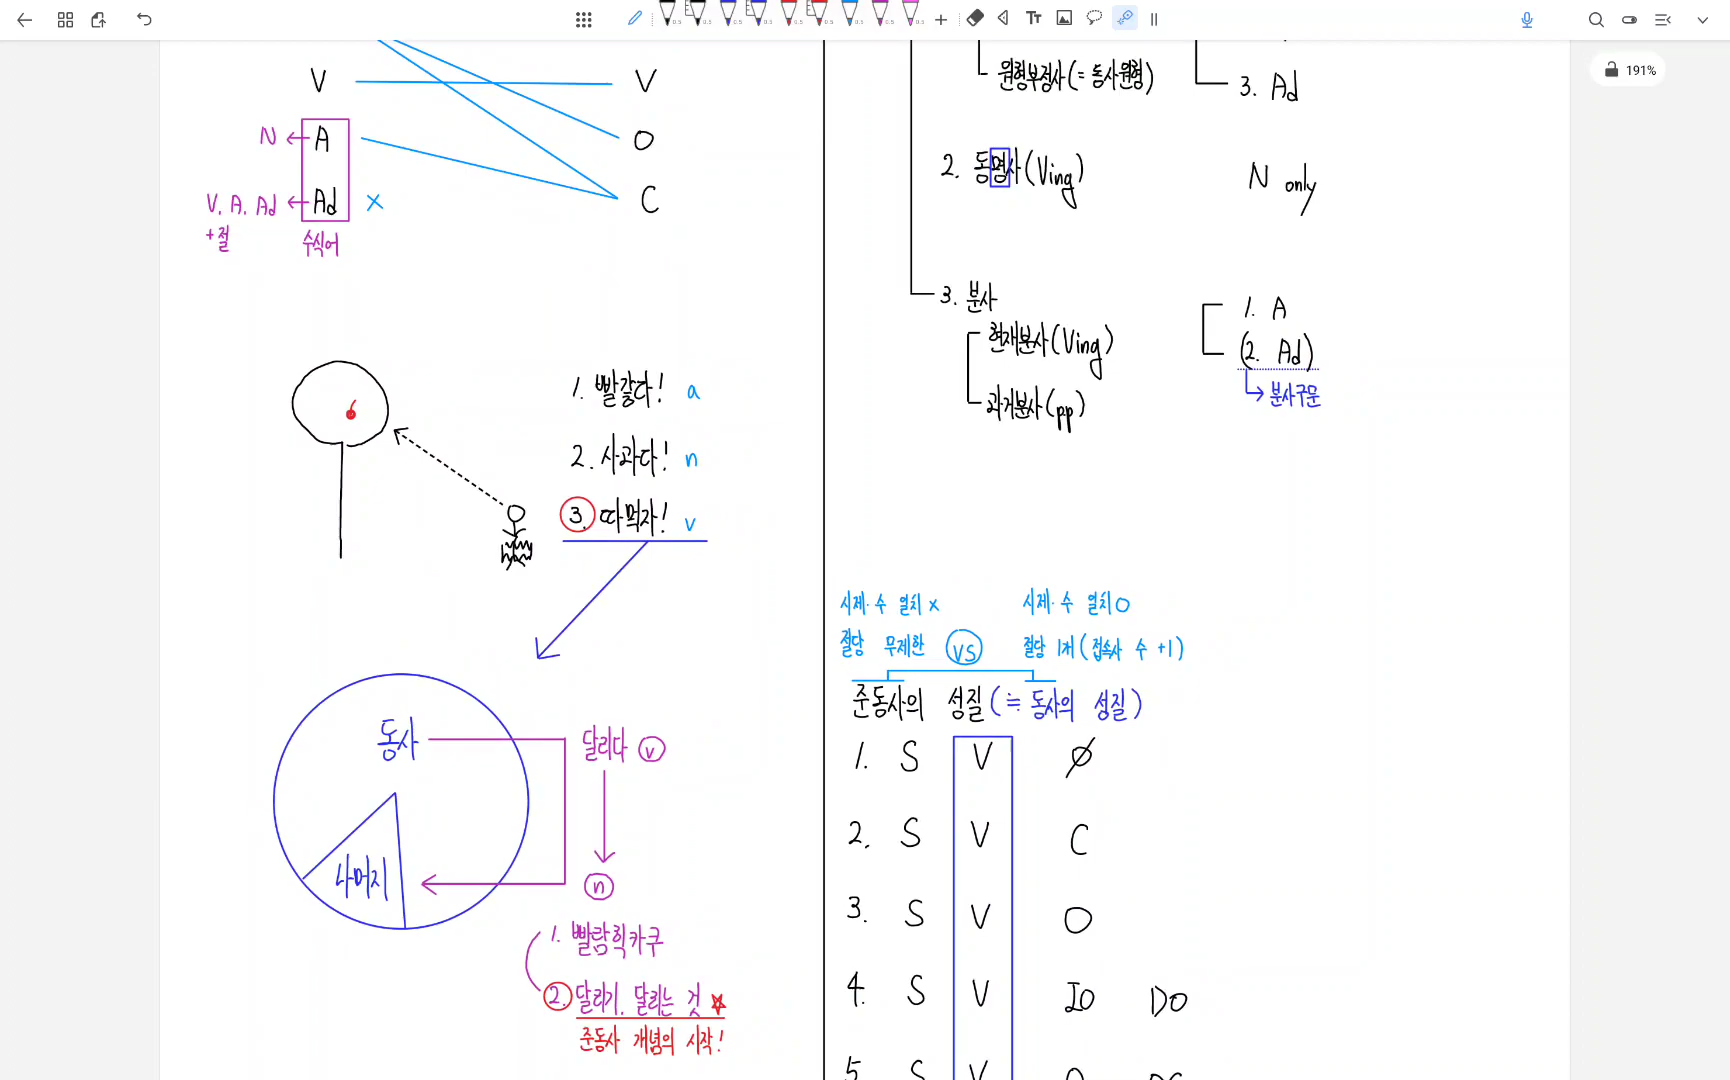 191%
V V
N ← A O
V, A, Ad ← Ad x C
+절 수식어
1. 빨갛다! a
2. 사과다! n
3. 따먹자! v
동사
나머지
달리다 v
n
1. 빨람힉카쿠
2. 달리기, 달리는 것
준동사 개념의 시작!
원형부정사(= 동사원형)
3. Ad
2. 동명사(Ving) N only
3. 분사
현재분사(Ving)
과거분사(pp)
1. A
(2. Ad)
분사구문
시제·수 일치 x 시제·수 일치 O
절당 무제한 VS 절당 1개(접속사 수 +1)
준동사의 성질(≒ 동사의 성질)
1. S V Ø
2. S V C
3. S V O
4. S V IO DO
5. S V O OC